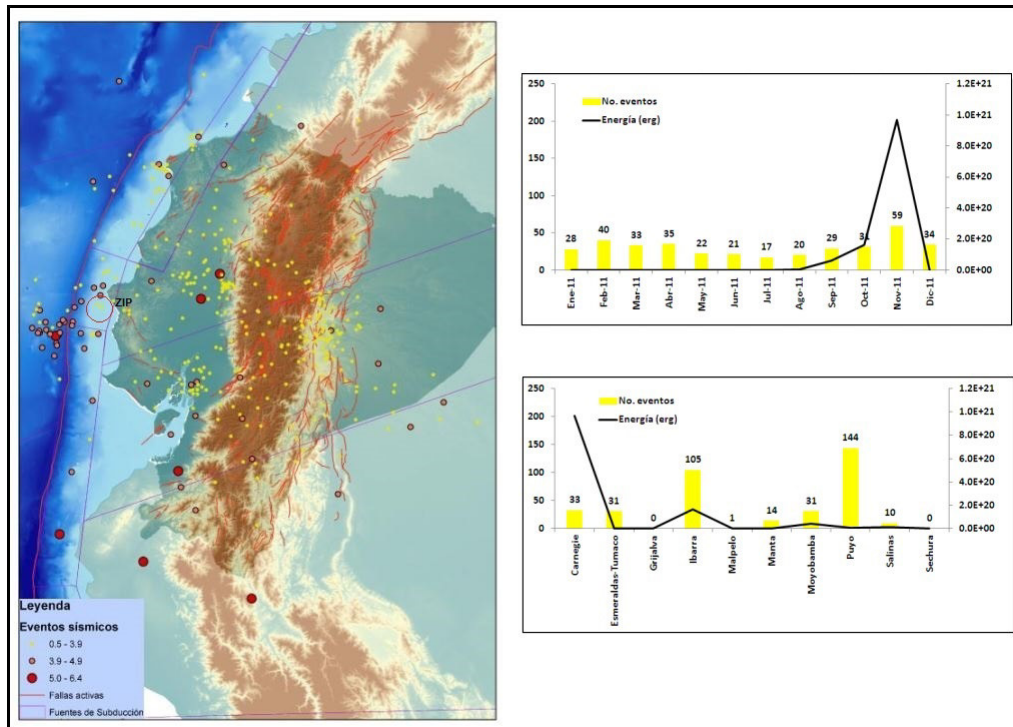 ZIP
Leyenda
Eventos sísmicos
0.5 - 3.9
3.9 - 4.9
5.0 - 6.4
Fallas activas
Fuentes de Subducción
250
200
150
100
50
0
No. eventos
Energía (erg)
28
40
33
35
22
21
17
20
29
31
59
34
1.2E+21
1.0E+21
8.0E+20
6.0E+20
4.0E+20
2.0E+20
0.0E+00
Ene-11
Feb-11
Mar-11
Abr-11
May-11
Jun-11
Jul-11
Ago-11
Sep-11
Oct-11
Nov-11
Dic-11
250
200
150
100
50
0
No. eventos
Energía (erg)
33
31
0
105
1
14
31
144
10
0
1.2E+21
1.0E+21
8.0E+20
6.0E+20
4.0E+20
2.0E+20
0.0E+00
Carnegie
Esmeraldas-Tumaco
Grijalva
Ibarra
Malpelo
Manta
Moyobamba
Puyo
Salinas
Sechura